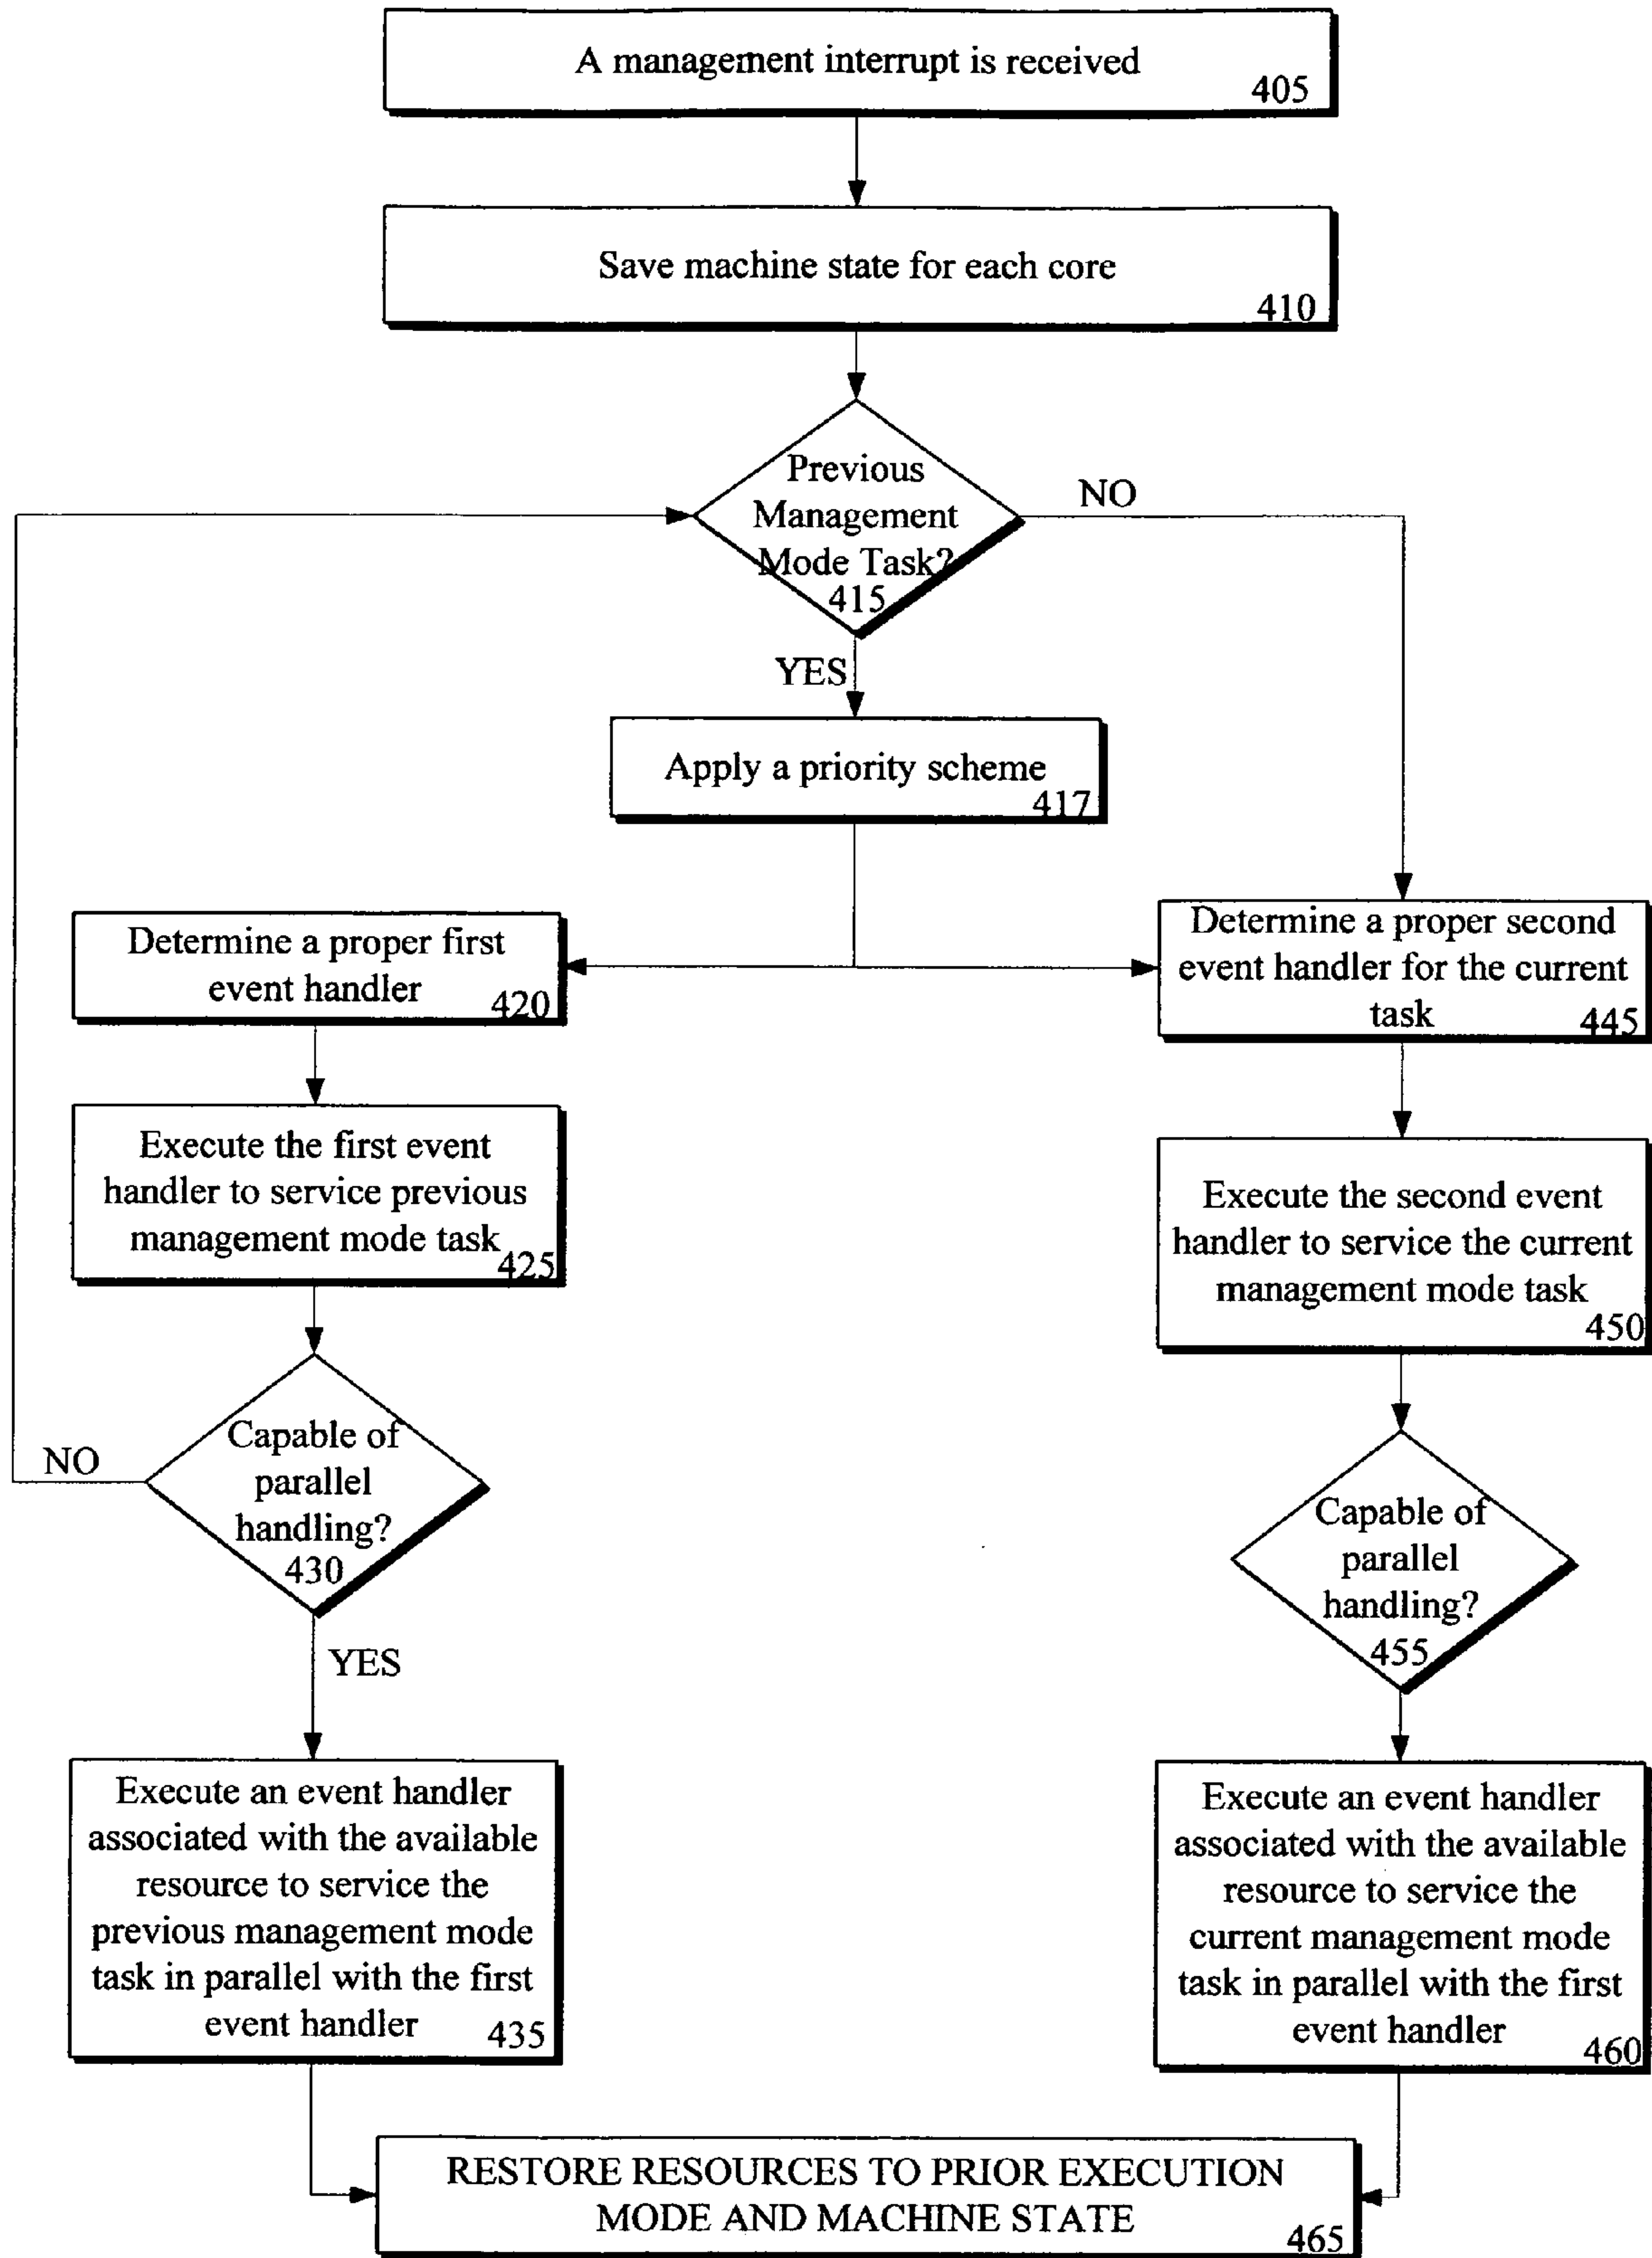 A management interrupt is received
405
Save machine state for each core
410
Previous
Management
Mode Task?
415
NO
YES
Apply a priority scheme
417
Determine a proper first
event handler
420
Determine a proper second
event handler for the current
task
445
Execute the first event
handler to service previous
management mode task
425
Execute the second event
handler to service the current
management mode task
450
Capable of
parallel
handling?
430
NO
YES
Capable of
parallel
handling?
455
Execute an event handler
associated with the available
resource to service the
previous management mode
task in parallel with the first
event handler
435
Execute an event handler
associated with the available
resource to service the
current management mode
task in parallel with the first
event handler
460
RESTORE RESOURCES TO PRIOR EXECUTION
MODE AND MACHINE STATE
465